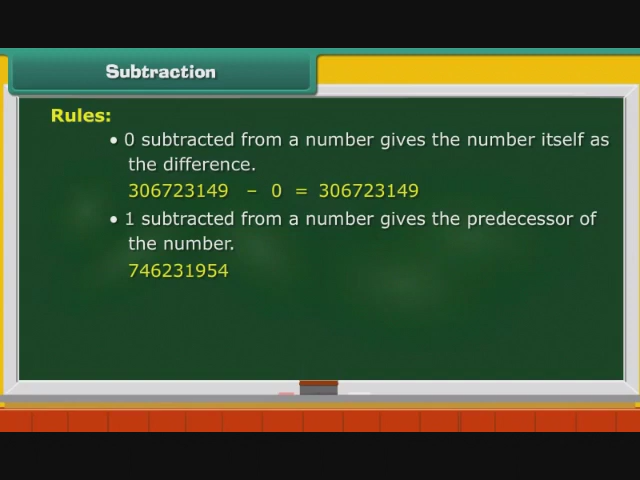 Subtraction
Rules:
• 0 subtracted from a number gives the number itself as
the difference.
306723149 – 0 = 306723149
• 1 subtracted from a number gives the predecessor of
the number.
746231954